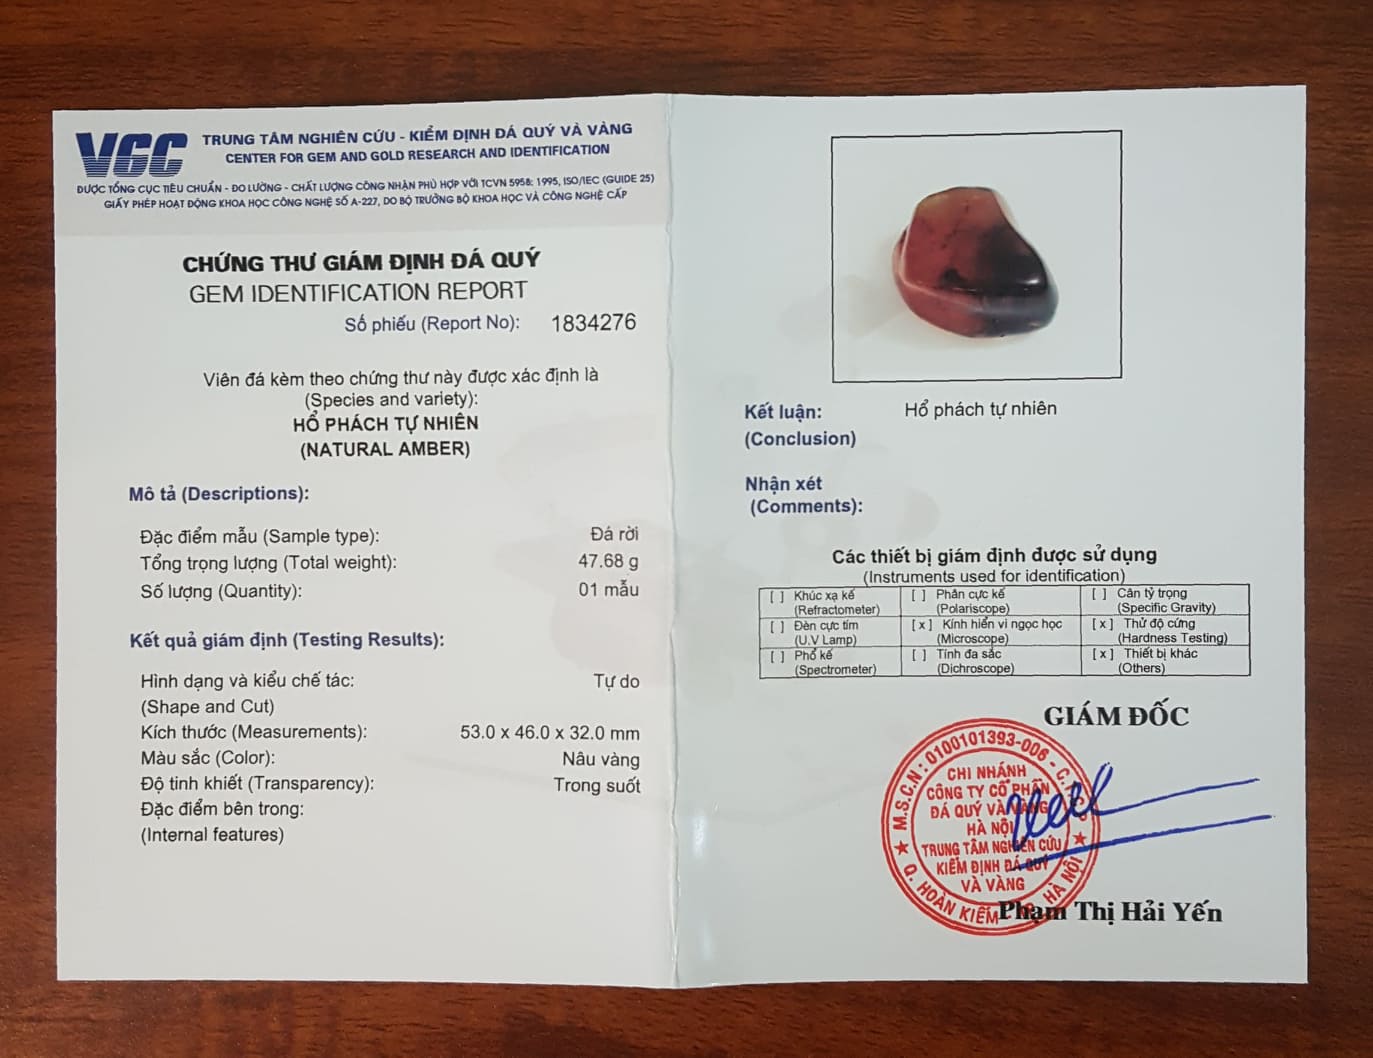 VGC
TRUNG TÂM NGHIÊN CỨU - KIỂM ĐỊNH ĐÁ QUÝ VÀ VÀNG
CENTER FOR GEM AND GOLD RESEARCH AND IDENTIFICATION
ĐƯỢC TỔNG CỤC TIÊU CHUẨN - ĐO LƯỜNG - CHẤT LƯỢNG CÔNG NHẬN PHÙ HỢP VỚI TCVN 5958: 1995, ISO/IEC (GUIDE 25)
GIẤY PHÉP HOẠT ĐỘNG KHOA HỌC CÔNG NGHỆ SỐ A-227, DO BỘ TRƯỞNG BỘ KHOA HỌC VÀ CÔNG NGHỆ CẤP
CHỨNG THƯ GIÁM ĐỊNH ĐÁ QUÝ
GEM IDENTIFICATION REPORT
Số phiếu (Report No): 1834276
Viên đá kèm theo chứng thư này được xác định là
(Species and variety):
HỔ PHÁCH TỰ NHIÊN
(NATURAL AMBER)
Mô tả (Descriptions):
Đặc điểm mẫu (Sample type): Đá rời
Tổng trọng lượng (Total weight): 47.68 g
Số lượng (Quantity): 01 mẫu
Kết quả giám định (Testing Results):
Hình dạng và kiểu chế tác: Tự do
(Shape and Cut)
Kích thước (Measurements): 53.0 x 46.0 x 32.0 mm
Màu sắc (Color): Nâu vàng
Độ tinh khiết (Transparency): Trong suốt
Đặc điểm bên trong:
(Internal features)
Kết luận: Hổ phách tự nhiên
(Conclusion)
Nhận xét
(Comments):
Các thiết bị giám định được sử dụng
(Instruments used for identification)
[ ] Khúc xạ kế [ ] Phân cực kế [ ] Cân tỷ trọng
(Refractometer) (Polariscope) (Specific Gravity)
[ ] Đèn cực tím [x] Kính hiển vi ngọc học [x] Thử độ cứng
(U.V Lamp) (Microscope) (Hardness Testing)
[ ] Phổ kế [ ] Tính đa sắc [x] Thiết bị khác
(Spectrometer) (Dichroscope) (Others)
GIÁM ĐỐC
M.S.C.N: 0100101393-006 - C.T.C.P
CHI NHÁNH
CÔNG TY CỔ PHẦN
ĐÁ QUÝ VÀ VÀNG
HÀ NỘI
TRUNG TÂM NGHIÊN CỨU
KIỂM ĐỊNH ĐÁ QUÝ
VÀ VÀNG
Q. HOÀN KIẾM - TP. HÀ NỘI
Phạm Thị Hải Yến